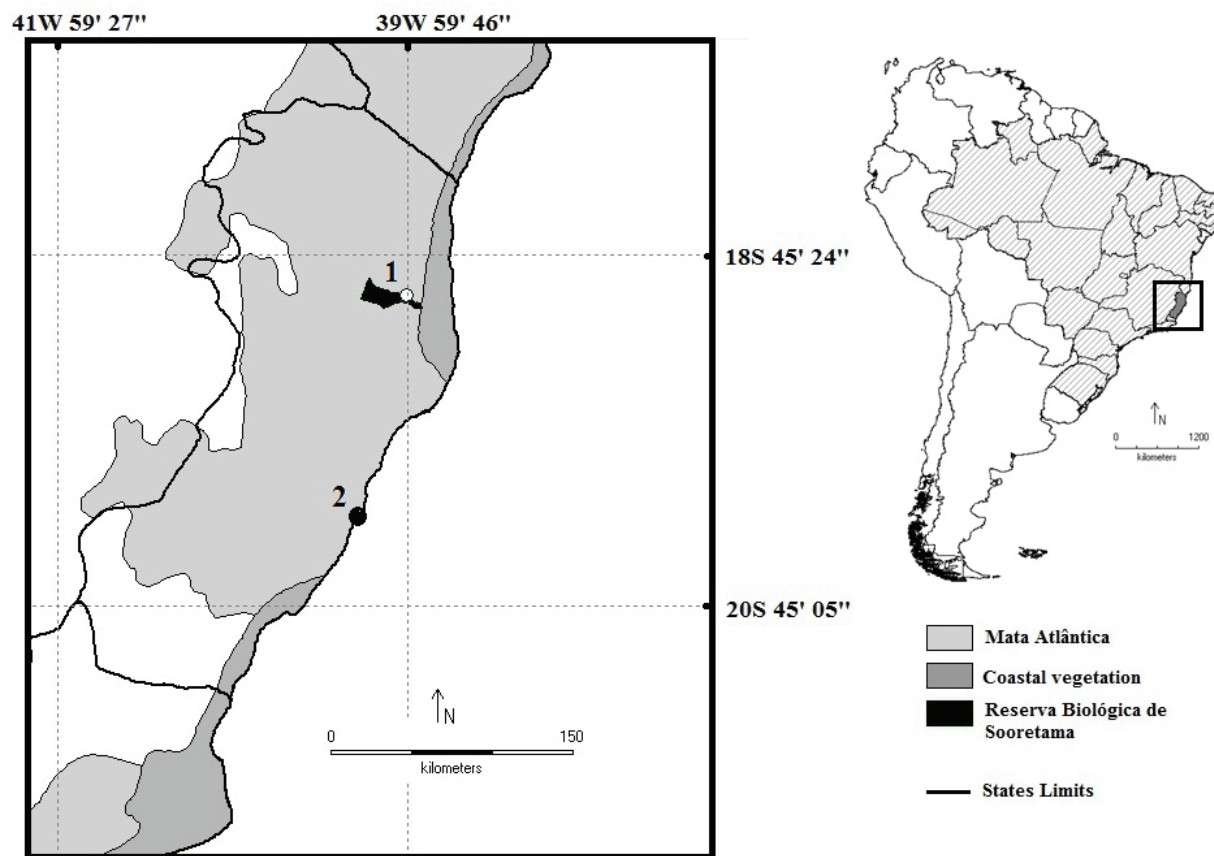 41W 59' 27"
39W 59' 46"
18S 45' 24"
1
2
20S 45' 05"
N
0 150
kilometers
N
0 1200
kilometers
Mata Atlântica
Coastal vegetation
Reserva Biológica de
Sooretama
States Limits